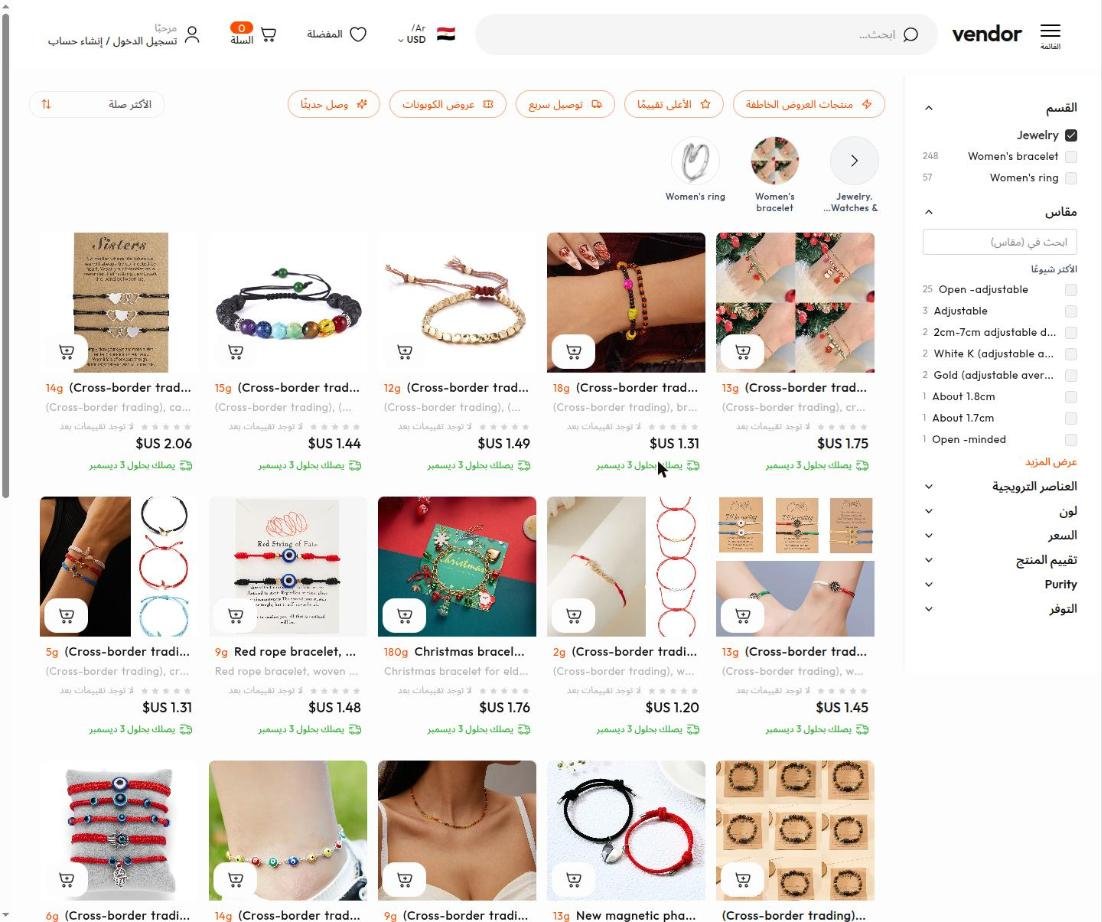 القائمة
vendor
ابحث...
Ar/
USD
المفضلة
0
السلة
مرحبًا
تسجيل الدخول / إنشاء حساب
القسم
Jewelry
Women's bracelet 248
Women's ring 57
مقاس
ابحث في (مقاس)
الأكثر شيوعًا
Open -adjustable 25
Adjustable 3
2cm-7cm adjustable d... 2
White K (adjustable a... 2
Gold (adjustable aver... 2
About 1.8cm 1
About 1.7cm 1
Open -minded 1
عرض المزيد
العناصر الترويجية
لون
السعر
تقييم المنتج
Purity
التوفر
منتجات العروض الخاطفة
الأعلى تقييمًا
توصيل سريع
عروض الكوبونات
وصل حديثًا
الأكثر صلة
Jewelry,
Watches & ...
Women's
bracelet
Women's ring
13g (Cross-border trad...
(Cross-border trading), cr...
لا توجد تقييمات بعد
$US 1.75
يصلك بحلول 3 ديسمبر
18g (Cross-border trad...
(Cross-border trading), br...
لا توجد تقييمات بعد
$US 1.31
يصلك بحلول 3 ديسمبر
12g (Cross-border trad...
(Cross-border trading), (...
لا توجد تقييمات بعد
$US 1.49
يصلك بحلول 3 ديسمبر
15g (Cross-border trad...
(Cross-border trading), (...
لا توجد تقييمات بعد
$US 1.44
يصلك بحلول 3 ديسمبر
Sisters
14g (Cross-border trad...
(Cross-border trading), ca...
لا توجد تقييمات بعد
$US 2.06
يصلك بحلول 3 ديسمبر
13g (Cross-border tradi...
(Cross-border trading), w...
لا توجد تقييمات بعد
$US 1.45
يصلك بحلول 3 ديسمبر
2g (Cross-border tradi...
(Cross-border trading), w...
لا توجد تقييمات بعد
$US 1.20
يصلك بحلول 3 ديسمبر
Christmas
180g Christmas bracel...
Christmas bracelet for eld...
لا توجد تقييمات بعد
$US 1.76
يصلك بحلول 3 ديسمبر
Red String of Fate
9g Red rope bracelet, ...
Red rope bracelet, woven ...
لا توجد تقييمات بعد
$US 1.48
يصلك بحلول 3 ديسمبر
5g (Cross-border tradi...
(Cross-border trading), cr...
لا توجد تقييمات بعد
$US 1.31
يصلك بحلول 3 ديسمبر
(Cross-border trading)...
13g New magnetic pha...
9g (Cross-border tradi...
14g (Cross-border trad...
6g (Cross-border tradi...